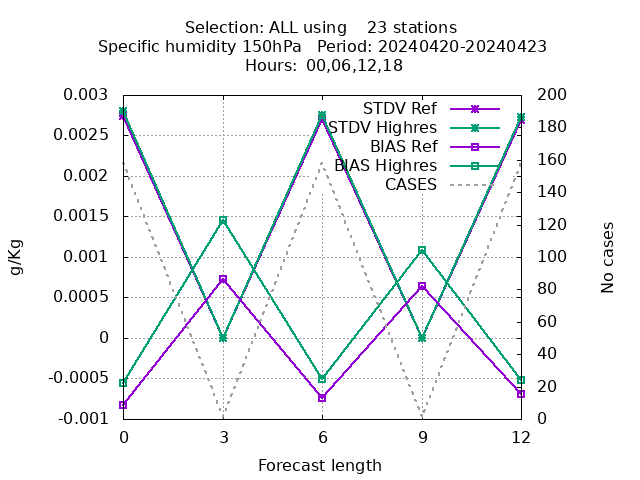 Selection: ALL using    23 stations
Specific humidity 150hPa   Period: 20240420-20240423
Hours:  00,06,12,18
STDV Ref
STDV Highres
BIAS Ref
BIAS Highres
CASES
0.003
0.0025
0.002
0.0015
0.001
0.0005
0
-0.0005
-0.001
200
180
160
140
120
100
80
60
40
20
0
g/Kg
No cases
0 3 6 9 12
Forecast length